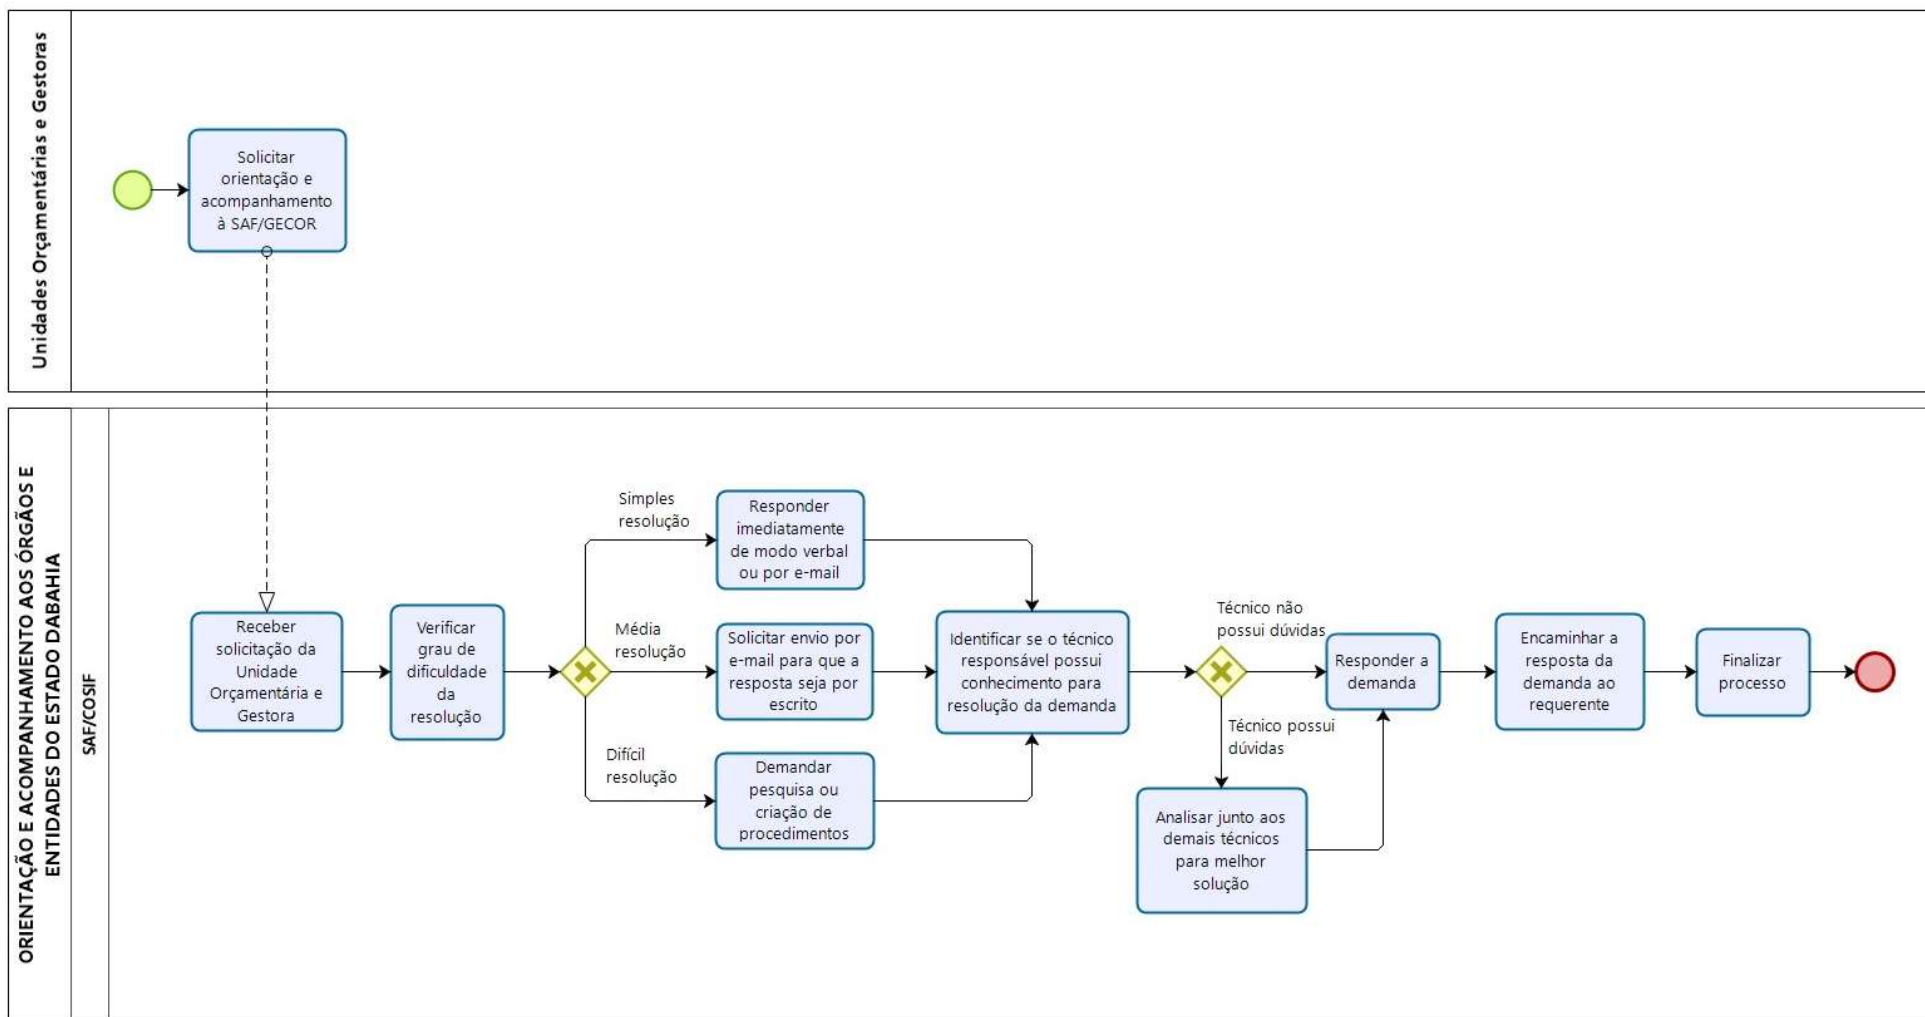 Unidades Orçamentárias e Gestoras
Solicitar
orientação e
acompanhamento
à SAF/GECOR
ORIENTAÇÃO E ACOMPANHAMENTO AOS ÓRGÃOS E
ENTIDADES DO ESTADO DABAHIA
SAF/COSIF
Receber
solicitação da
Unidade
Orçamentária e
Gestora
Verificar
grau de
dificuldade
da
resolução
Simples
resolução
Média
resolução
Difícil
resolução
Responder
imediatamente
de modo verbal
ou por e-mail
Solicitar envio por
e-mail para que a
resposta seja por
escrito
Demandar
pesquisa ou
criação de
procedimentos
Identificar se o técnico
responsável possui
conhecimento para
resolução da demanda
Técnico não
possui dúvidas
Técnico possui
dúvidas
Analisar junto aos
demais técnicos
para melhor
solução
Responder a
demanda
Encaminhar a
resposta da
demanda ao
requerente
Finalizar
processo